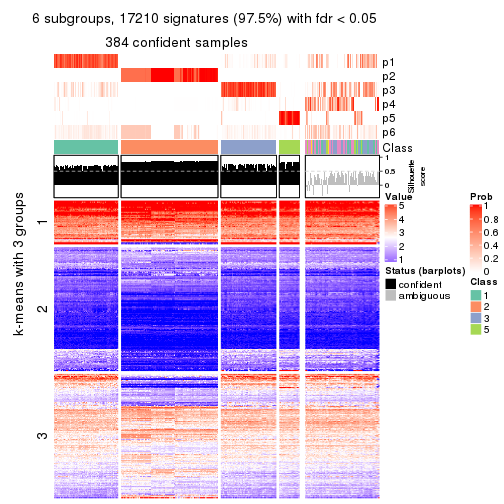 6 subgroups, 17210 signatures (97.5%) with fdr < 0.05
384 confident samples
p1
p2
p3
p4
p5
p6
Class
1
0.5
0
Silhouette
score
k-means with 3 groups
1
2
3
Value
5
4
3
2
1
Status (barplots)
confident
ambiguous
Prob
1
0.8
0.6
0.4
0.2
0
Class
1
2
3
5